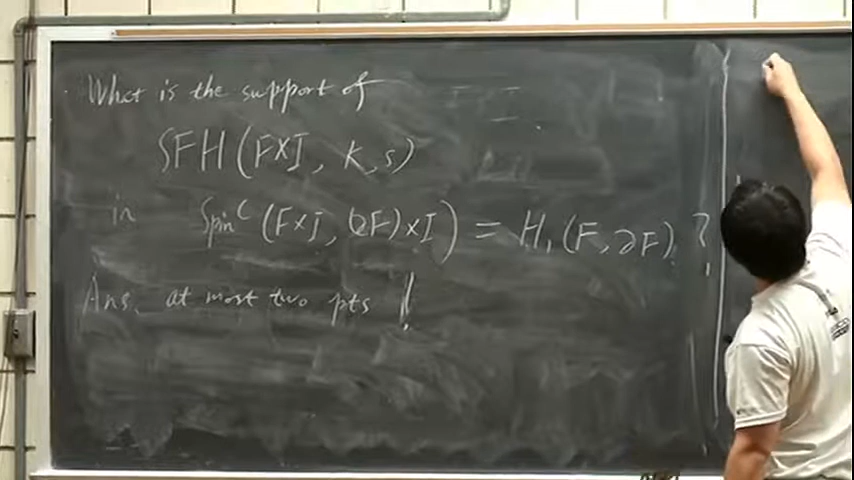 What is the support of
SFH (F×I, K, s)
in Spin^c (F×I, (∂F)×I) = H₁(F, ∂F) ?
Ans. at most two pts !